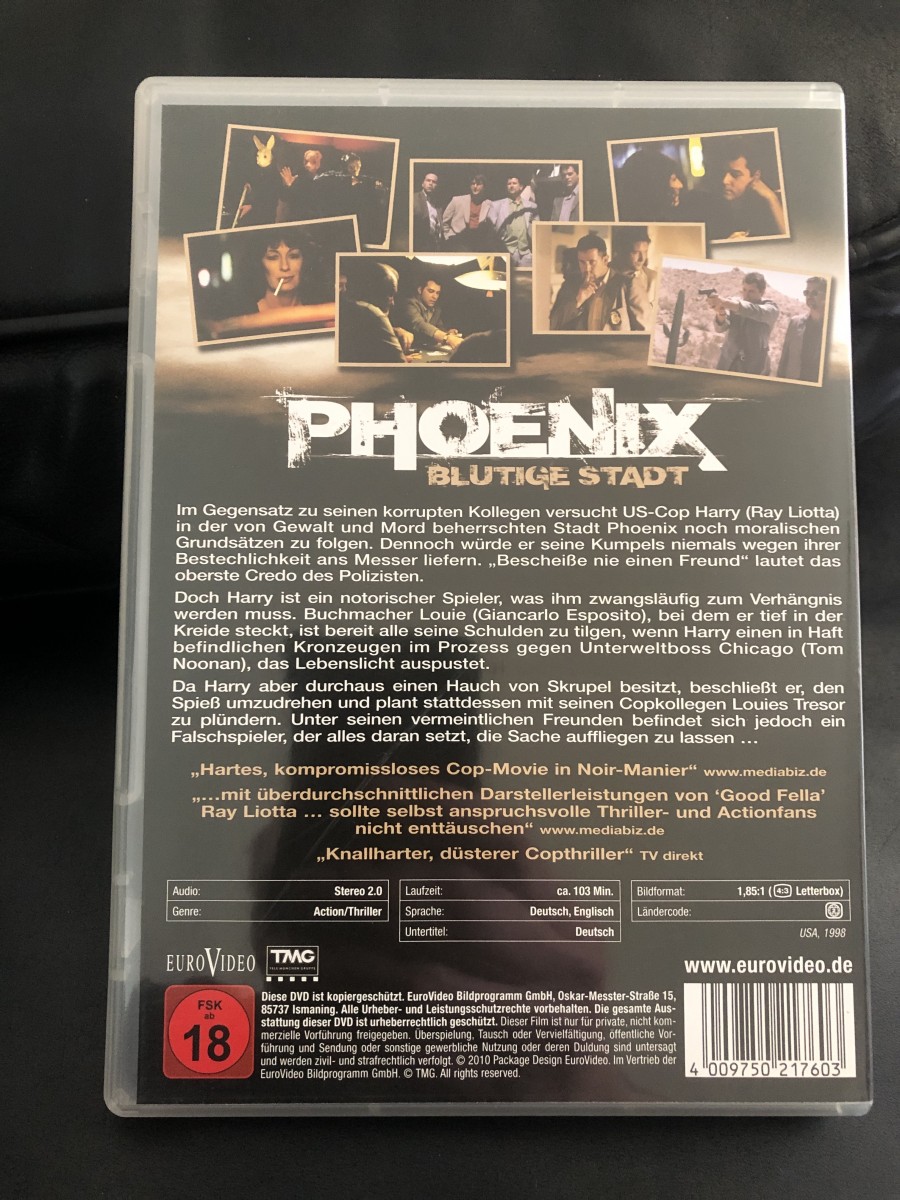 PHOENIX
BLUTIGE STADT
Im Gegensatz zu seinen korrupten Kollegen versucht US-Cop Harry (Ray Liotta)
in der von Gewalt und Mord beherrschten Stadt Phoenix noch moralischen
Grundsätzen zu folgen. Dennoch würde er seine Kumpels niemals wegen ihrer
Bestechlichkeit ans Messer liefern. „Bescheiße nie einen Freund“ lautet das
oberste Credo des Polizisten.
Doch Harry ist ein notorischer Spieler, was ihm zwangsläufig zum Verhängnis
werden muss. Buchmacher Louie (Giancarlo Esposito), bei dem er tief in der
Kreide steckt, ist bereit alle seine Schulden zu tilgen, wenn Harry einen in Haft
befindlichen Kronzeugen im Prozess gegen Unterweltboss Chicago (Tom
Noonan), das Lebenslicht auspustet.
Da Harry aber durchaus einen Hauch von Skrupel besitzt, beschließt er, den
Spieß umzudrehen und plant stattdessen mit seinen Copkollegen Louies Tresor
zu plündern. Unter seinen vermeintlichen Freunden befindet sich jedoch ein
Falschspieler, der alles daran setzt, die Sache auffliegen zu lassen ...
„Hartes, kompromissloses Cop-Movie in Noir-Manier“ www.mediabiz.de
„...mit überdurchschnittlichen Darstellerleistungen von ‘Good Fella’
Ray Liotta ... sollte selbst anspruchsvolle Thriller- und Actionfans
nicht enttäuschen“ www.mediabiz.de
„Knallharter, düsterer Copthriller“ TV direkt
Audio: Stereo 2.0
Genre: Action/Thriller
Laufzeit: ca. 103 Min.
Sprache: Deutsch, Englisch
Untertitel: Deutsch
Bildformat: 1,85:1 (4:3 Letterbox)
Ländercode:
USA, 1998
EUROVIDEO
TMG
TELE MÜNCHEN GRUPPE
www.eurovideo.de
FSK
ab
18
Diese DVD ist kopiergeschützt. EuroVideo Bildprogramm GmbH, Oskar-Messter-Straße 15,
85737 Ismaning. Alle Urheber- und Leistungsschutzrechte vorbehalten. Die gesamte Aus-
stattung dieser DVD ist urheberrechtlich geschützt. Dieser Film ist nur für private, nicht kom-
merzielle Vorführung freigegeben. Überspielung, Tausch oder Vervielfältigung, öffentliche Vor-
führung und Sendung oder sonstige gewerbliche Nutzung oder deren Duldung sind untersagt
und werden zivil- und strafrechtlich verfolgt. © 2010 Package Design EuroVideo. Im Vertrieb der
EuroVideo Bildprogramm GmbH. © TMG. All rights reserved.
4 009750 217603